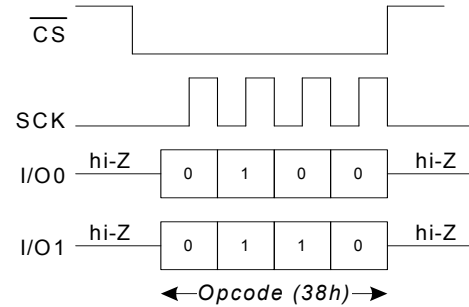 CS
SCK
hi-Z hi-Z
I/O0 0 1 0 0
hi-Z hi-Z
I/O1 0 1 1 0
Opcode (38h)